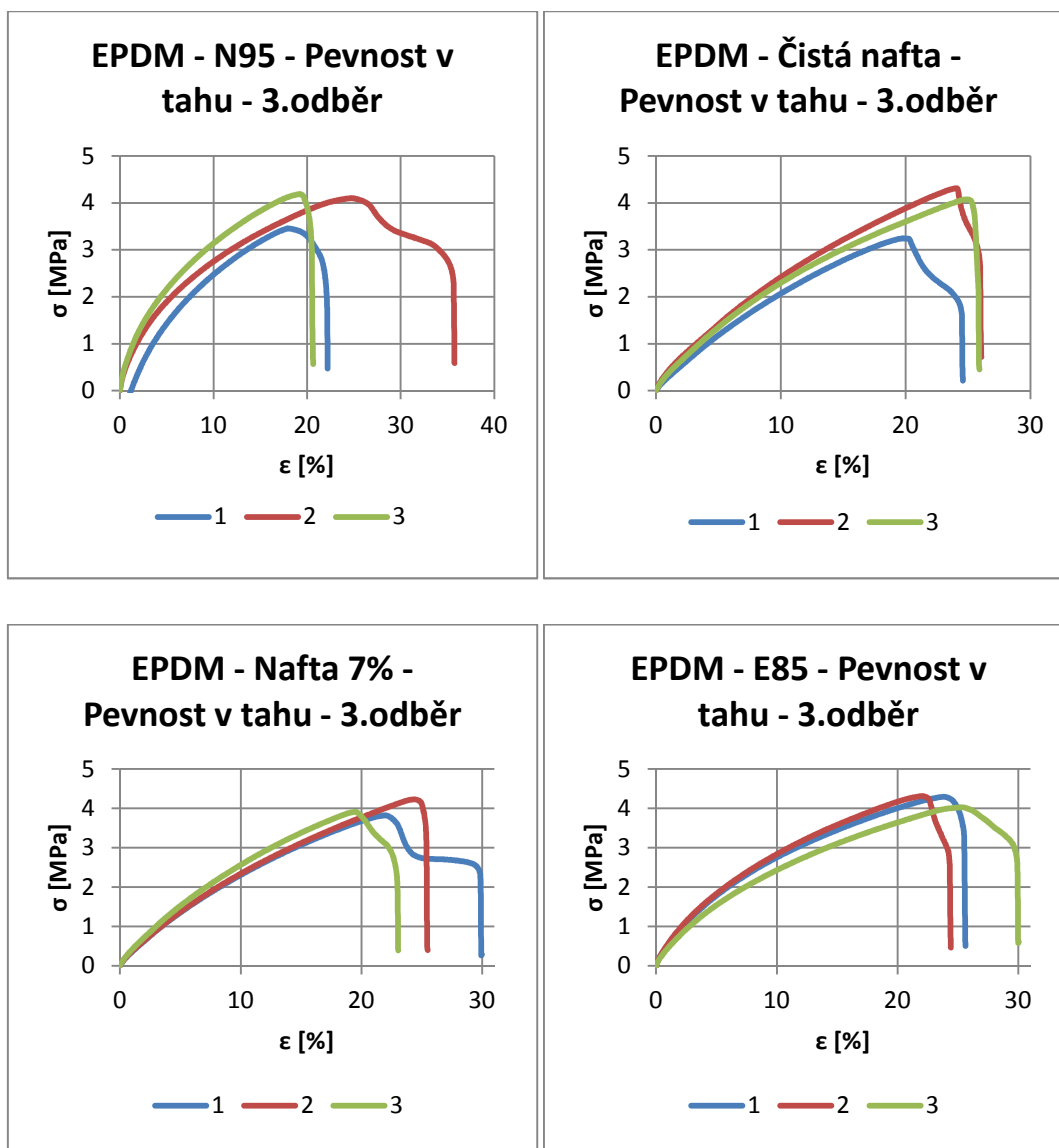 EPDM - N95 - Pevnost v
tahu - 3.odběr
5
4
3
2
1
0
σ [MPa]
0 10 20 30 40
ε [%]
1 2 3
EPDM - Čistá nafta -
Pevnost v tahu - 3.odběr
5
4
3
2
1
0
σ [MPa]
0 10 20 30
ε [%]
1 2 3
EPDM - Nafta 7% -
Pevnost v tahu - 3.odběr
5
4
3
2
1
0
σ [MPa]
0 10 20 30
ε [%]
1 2 3
EPDM - E85 - Pevnost v
tahu - 3.odběr
5
4
3
2
1
0
σ [MPa]
0 10 20 30
ε [%]
1 2 3